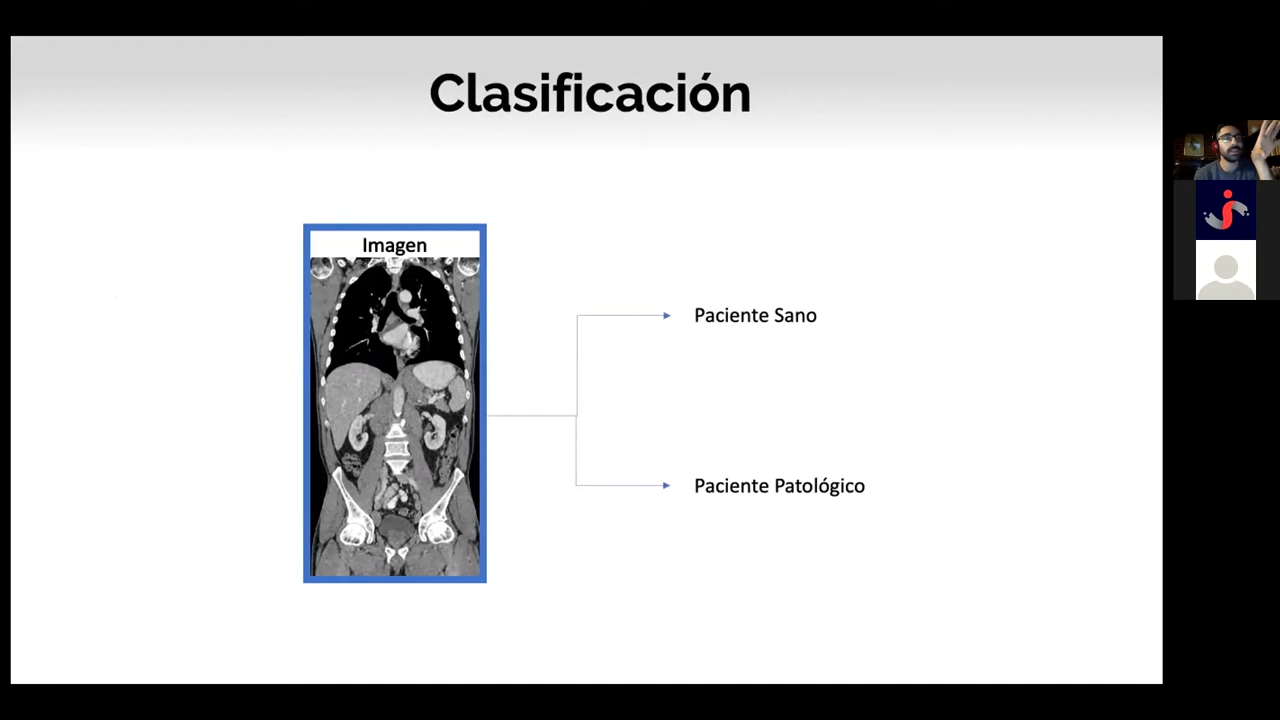 Clasificación
Imagen
Paciente Sano
Paciente Patológico